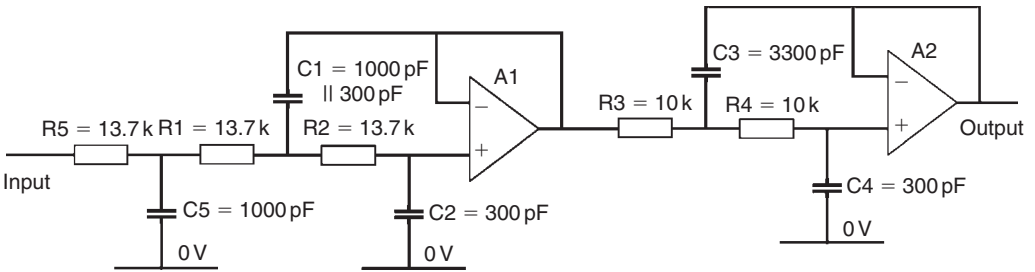 C1 = 1000 pF
|| 300 pF
A1
C3 = 3300 pF
A2
R5 = 13.7 k
R1 = 13.7 k
R2 = 13.7 k
R3 = 10 k
R4 = 10 k
−
+
−
+
Input
Output
C5 = 1000 pF
C2 = 300 pF
C4 = 300 pF
0 V
0 V
0 V